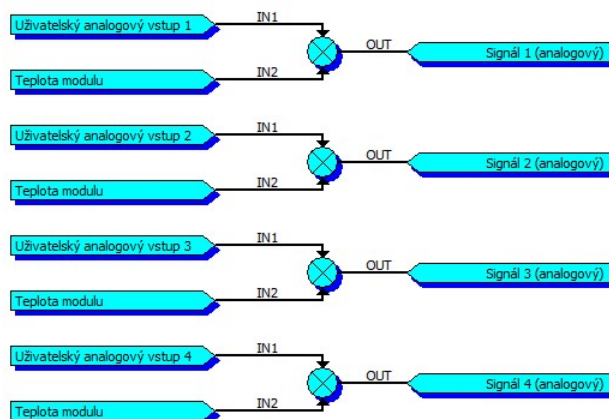 Uživatelský analogový vstup 1
IN1
OUT
Signál 1 (analogový)
Teplota modulu
IN2
Uživatelský analogový vstup 2
IN1
OUT
Signál 2 (analogový)
Teplota modulu
IN2
Uživatelský analogový vstup 3
IN1
OUT
Signál 3 (analogový)
Teplota modulu
IN2
Uživatelský analogový vstup 4
IN1
OUT
Signál 4 (analogový)
Teplota modulu
IN2